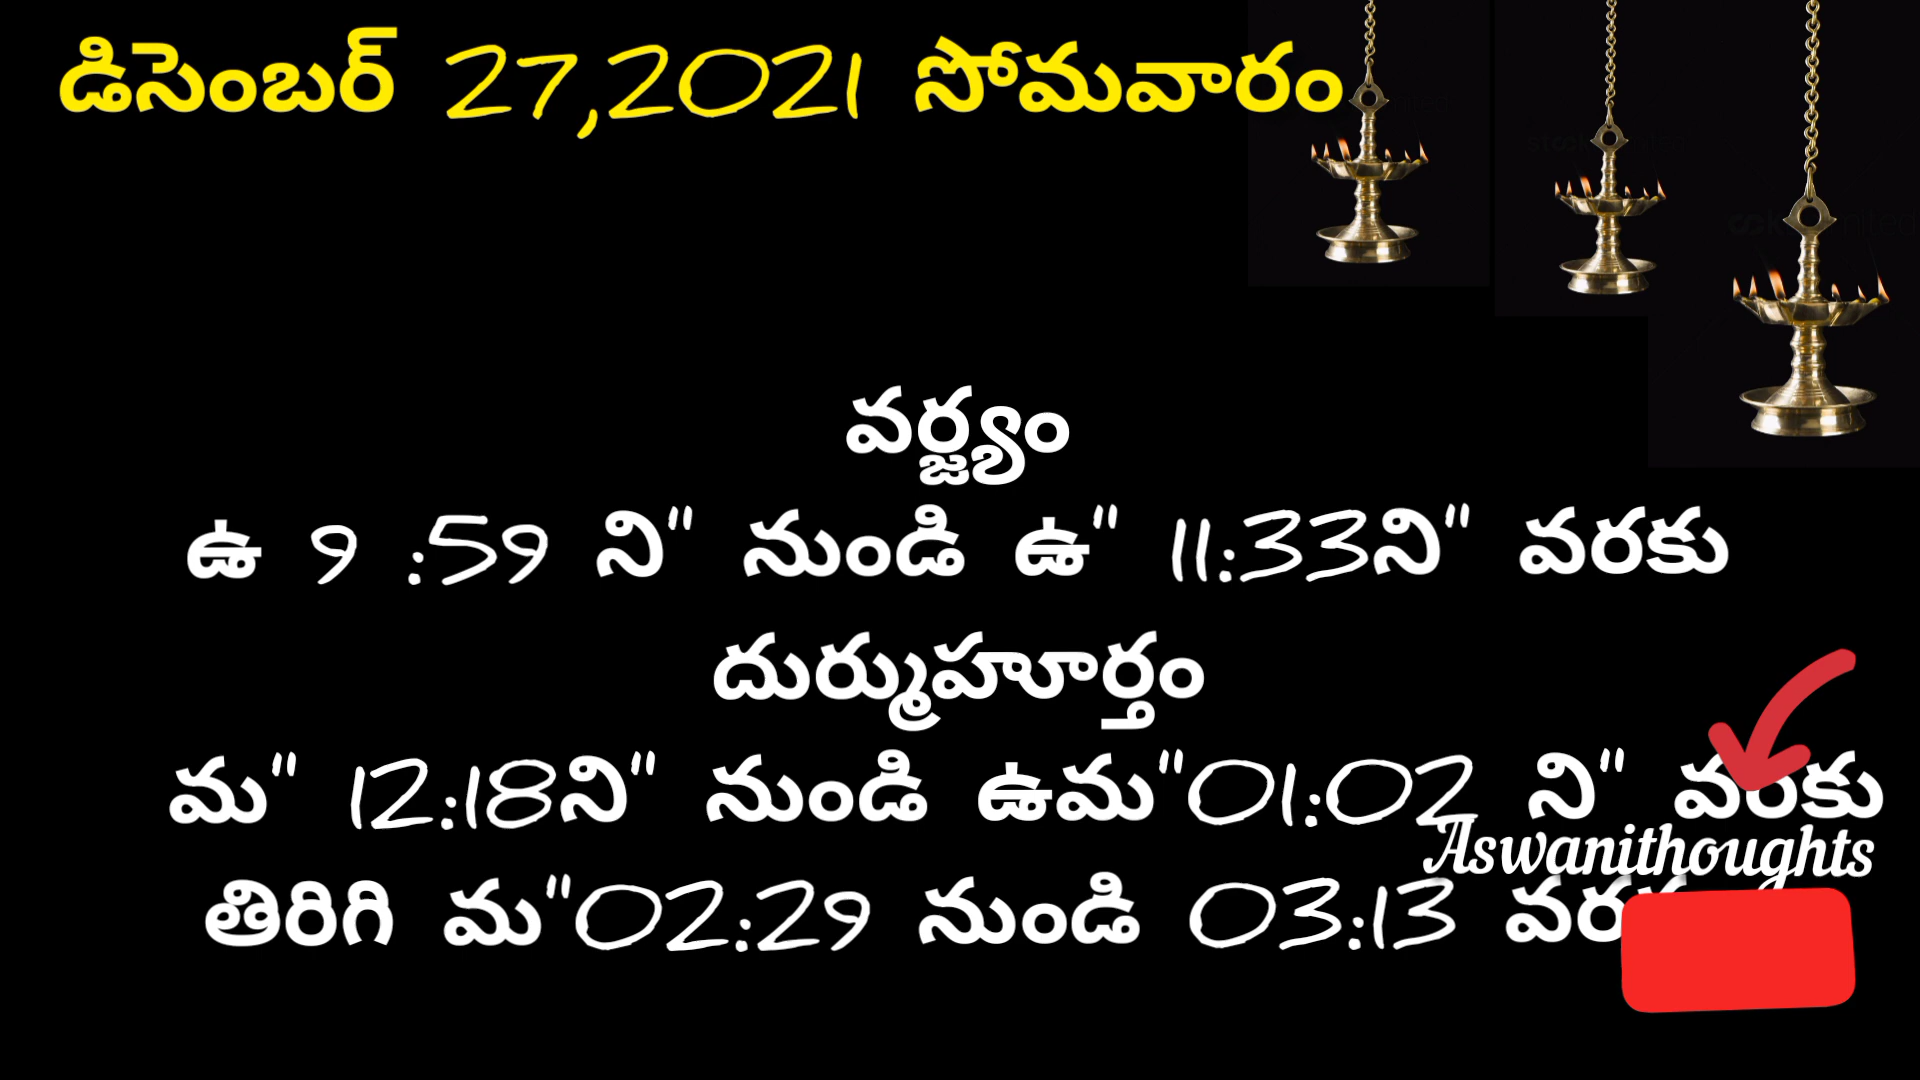 డిసెంబర్ 27,2021 సోమవారం
వర్జ్యం
ఉ 9 :59 ని" నుండి ఉ" 11:33ని" వరకు
దుర్ముహూర్తం
మ" 12:18ని" నుండి ఉమ"01:02 ని" వరకు
Aswanithoughts
తిరిగి మ"02:29 నుండి 03:13